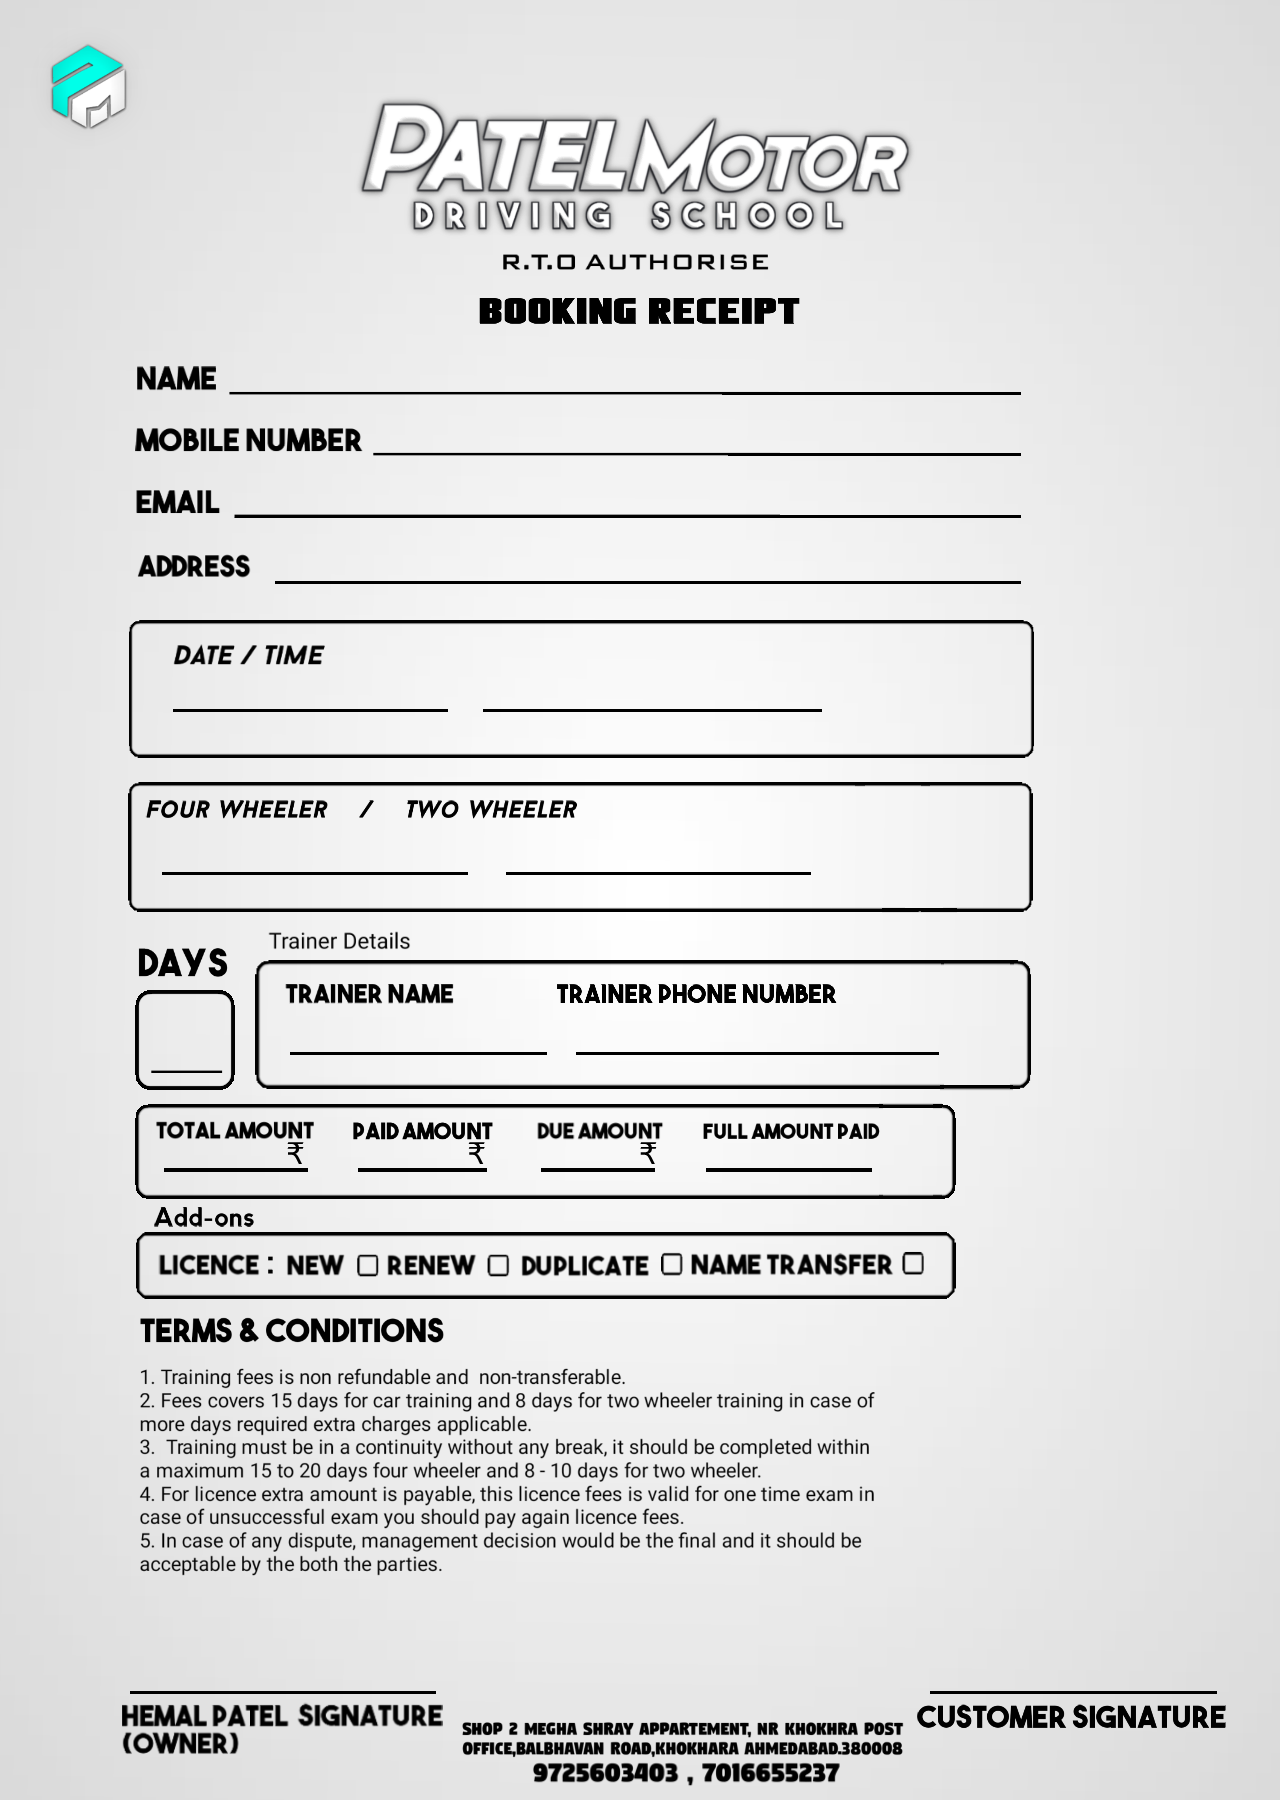 PATEL MOTOR
DRIVING SCHOOL
R.T.O AUTHORISE
BOOKING RECEIPT
NAME
MOBILE NUMBER
EMAIL
ADDRESS
DATE / TIME
FOUR WHEELER / TWO WHEELER
Trainer Details
DAYS
TRAINER NAME TRAINER PHONE NUMBER
TOTAL AMOUNT PAID AMOUNT DUE AMOUNT FULL AMOUNT PAID
₹ ₹ ₹
Add-ons
LICENCE : NEW RENEW DUPLICATE NAME TRANSFER
TERMS & CONDITIONS
1. Training fees is non refundable and  non-transferable.
2. Fees covers 15 days for car training and 8 days for two wheeler training in case of
more days required extra charges applicable.
3.  Training must be in a continuity without any break, it should be completed within
a maximum 15 to 20 days four wheeler and 8 - 10 days for two wheeler.
4. For licence extra amount is payable, this licence fees is valid for one time exam in
case of unsuccessful exam you should pay again licence fees.
5. In case of any dispute, management decision would be the final and it should be
acceptable by the both the parties.
HEMAL PATEL SIGNATURE
(OWNER)
SHOP 2 MEGHA SHRAY APPARTEMENT, NR KHOKHRA POST
OFFICE,BALBHAVAN ROAD,KHOKHARA AHMEDABAD.380008
9725603403 , 7016655237
CUSTOMER SIGNATURE